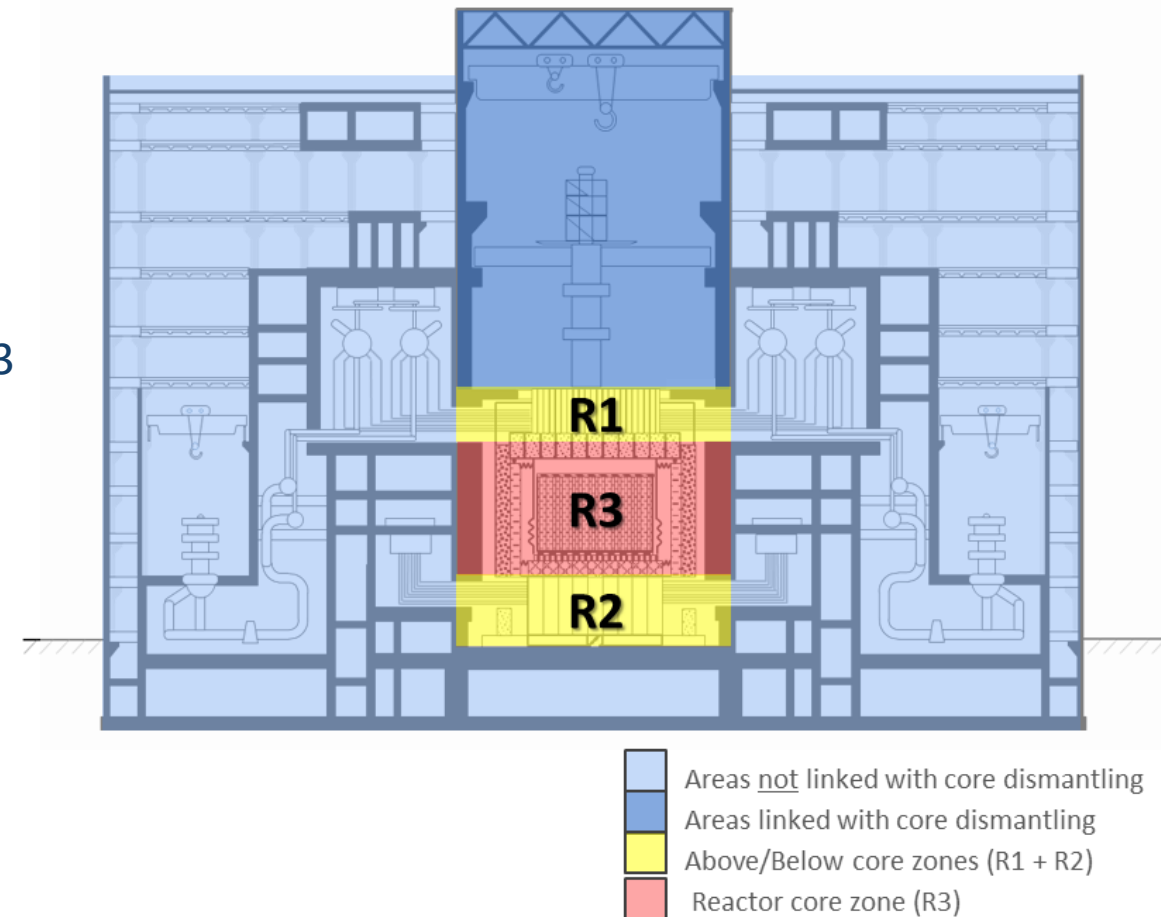 3
R1
R3
R2
Areas not linked with core dismantling
Areas linked with core dismantling
Above/Below core zones (R1 + R2)
Reactor core zone (R3)